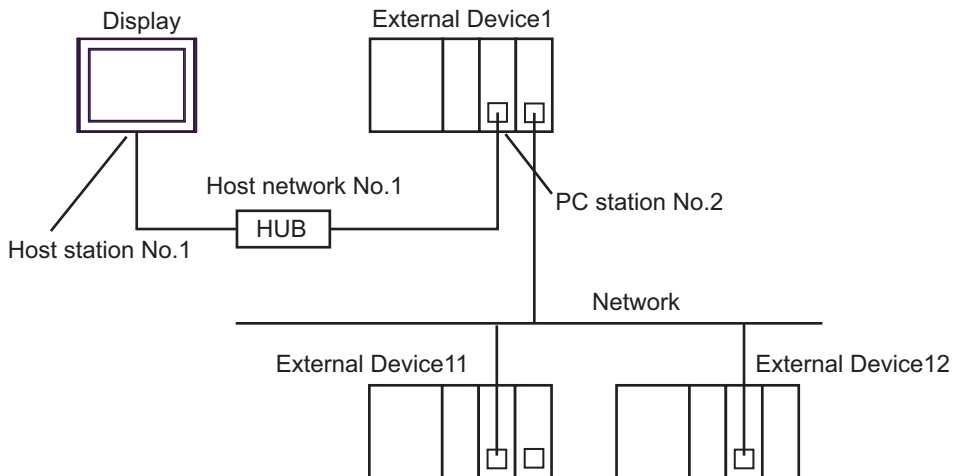 Display
External Device1
Host network No.1
PC station No.2
HUB
Host station No.1
Network
External Device11
External Device12